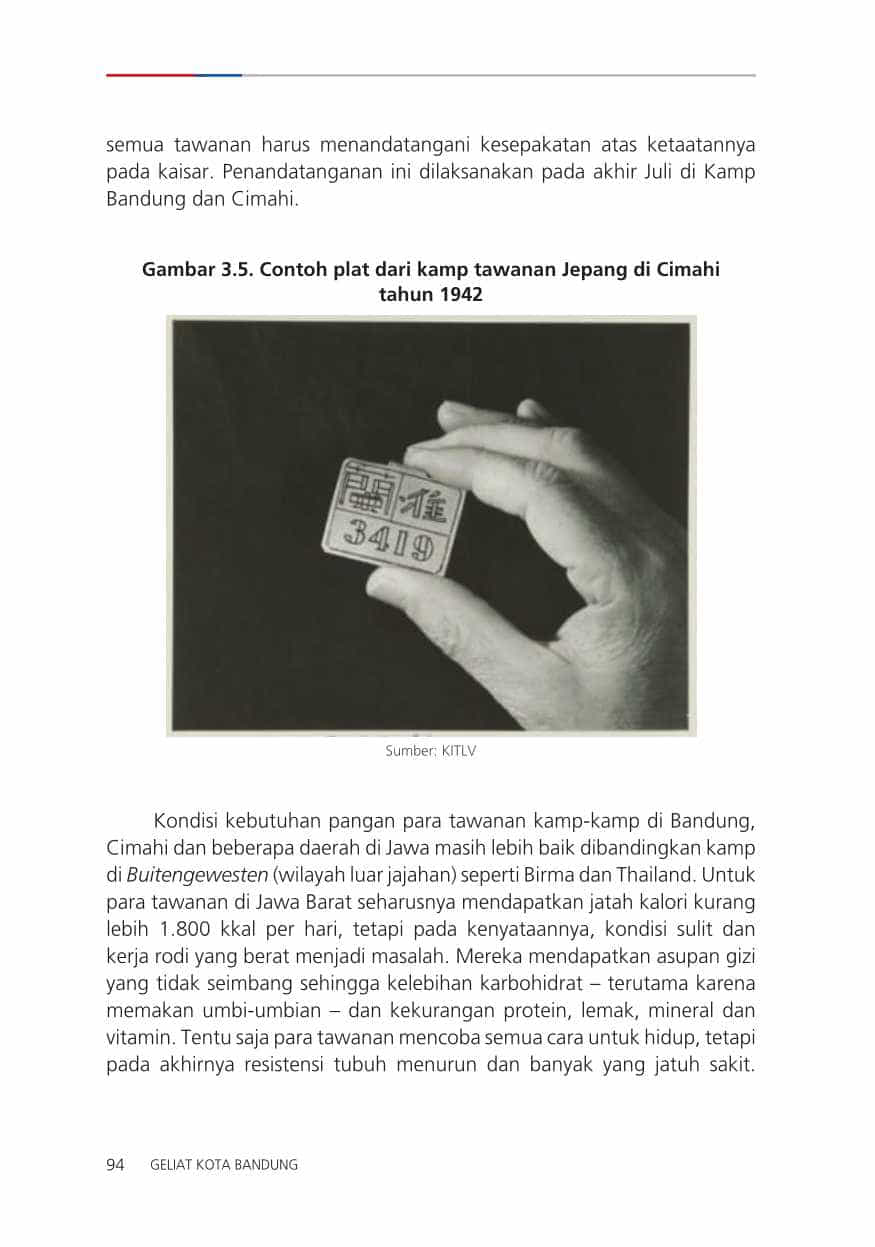 semua tawanan harus menandatangani kesepakatan atas ketaatannya
pada kaisar. Penandatanganan ini dilaksanakan pada akhir Juli di Kamp
Bandung dan Cimahi.
Gambar 3.5. Contoh plat dari kamp tawanan Jepang di Cimahi
tahun 1942
3419
Sumber: KITLV
Kondisi kebutuhan pangan para tawanan kamp-kamp di Bandung,
Cimahi dan beberapa daerah di Jawa masih lebih baik dibandingkan kamp
di Buitengewesten (wilayah luar jajahan) seperti Birma dan Thailand. Untuk
para tawanan di Jawa Barat seharusnya mendapatkan jatah kalori kurang
lebih 1.800 kkal per hari, tetapi pada kenyataannya, kondisi sulit dan
kerja rodi yang berat menjadi masalah. Mereka mendapatkan asupan gizi
yang tidak seimbang sehingga kelebihan karbohidrat – terutama karena
memakan umbi-umbian – dan kekurangan protein, lemak, mineral dan
vitamin. Tentu saja para tawanan mencoba semua cara untuk hidup, tetapi
pada akhirnya resistensi tubuh menurun dan banyak yang jatuh sakit.
94 GELIAT KOTA BANDUNG